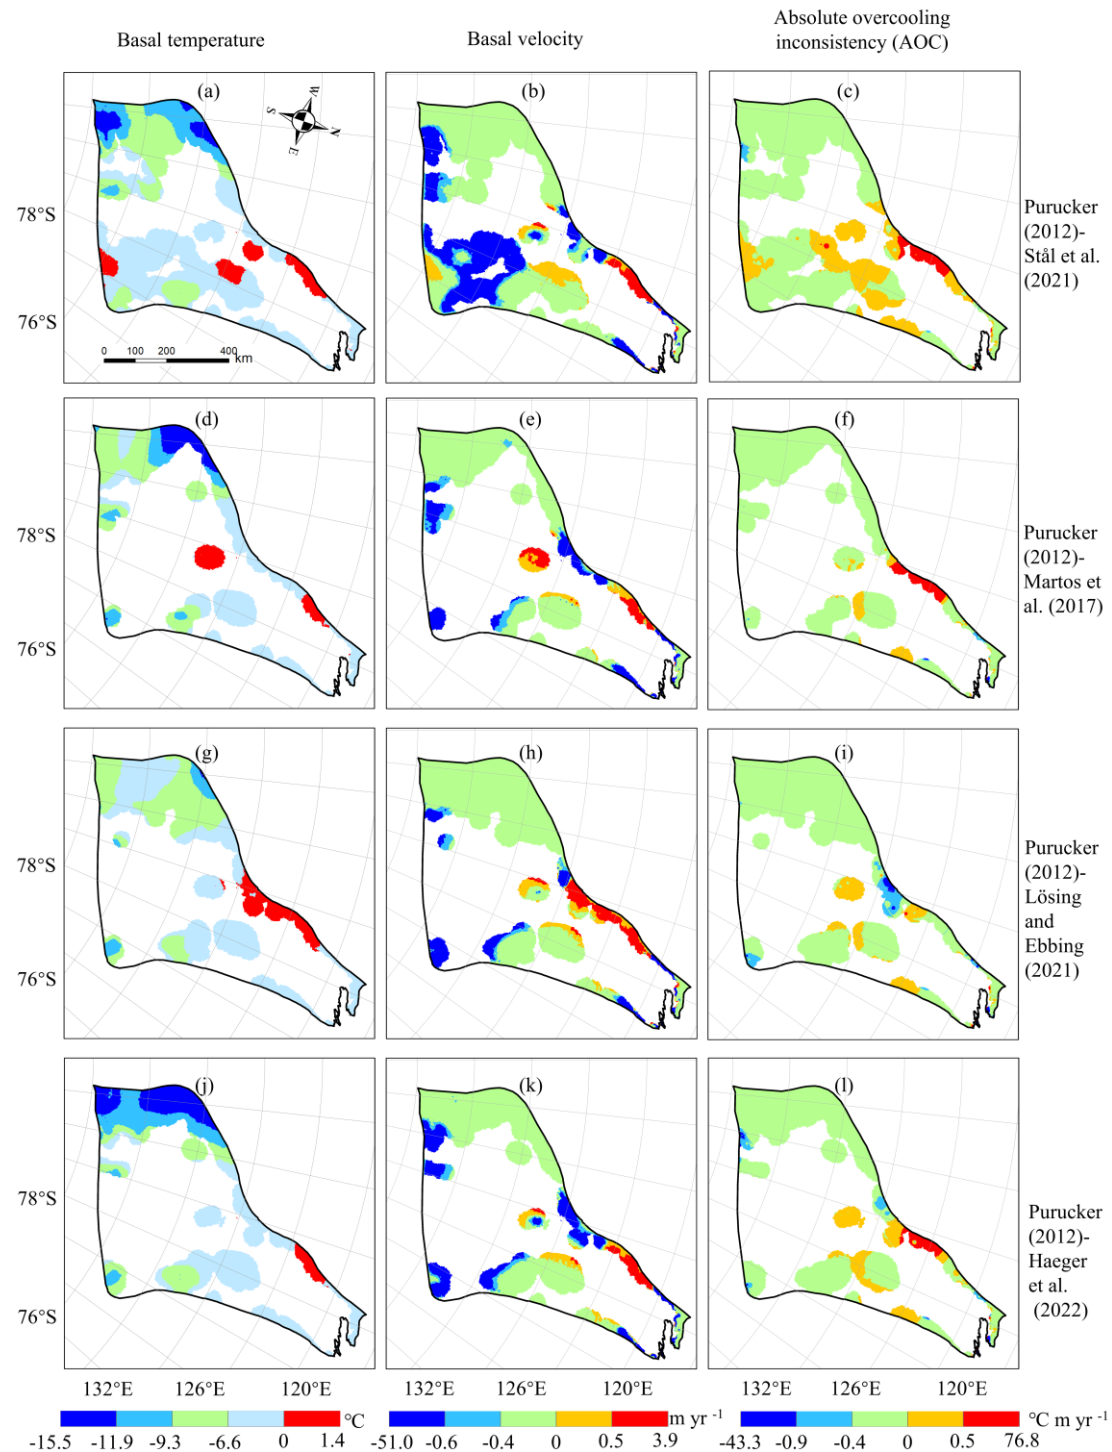 Basal temperature
Basal velocity
Absolute overcooling
inconsistency (AOC)
(a)
(b)
(c)
W
S
N
E
78°S
76°S
0 100 200 400 km
Purucker
(2012)-
Stål et al.
(2021)
(d)
(e)
(f)
78°S
76°S
Purucker
(2012)-
Martos et
al. (2017)
(g)
(h)
(i)
78°S
76°S
Purucker
(2012)-
Lösing
and
Ebbing
(2021)
(j)
(k)
(l)
78°S
76°S
Purucker
(2012)-
Haeger
et al.
(2022)
132°E 126°E 120°E
126°E 120°E
132°E 126°E 120°E
°C
-15.5 -11.9 -9.3 -6.6 0 1.4
m yr -1
-51.0 -0.6 -0.4 0 0.5 3.9
°C m yr -1
-43.3 -0.9 -0.4 0 0.5 76.8